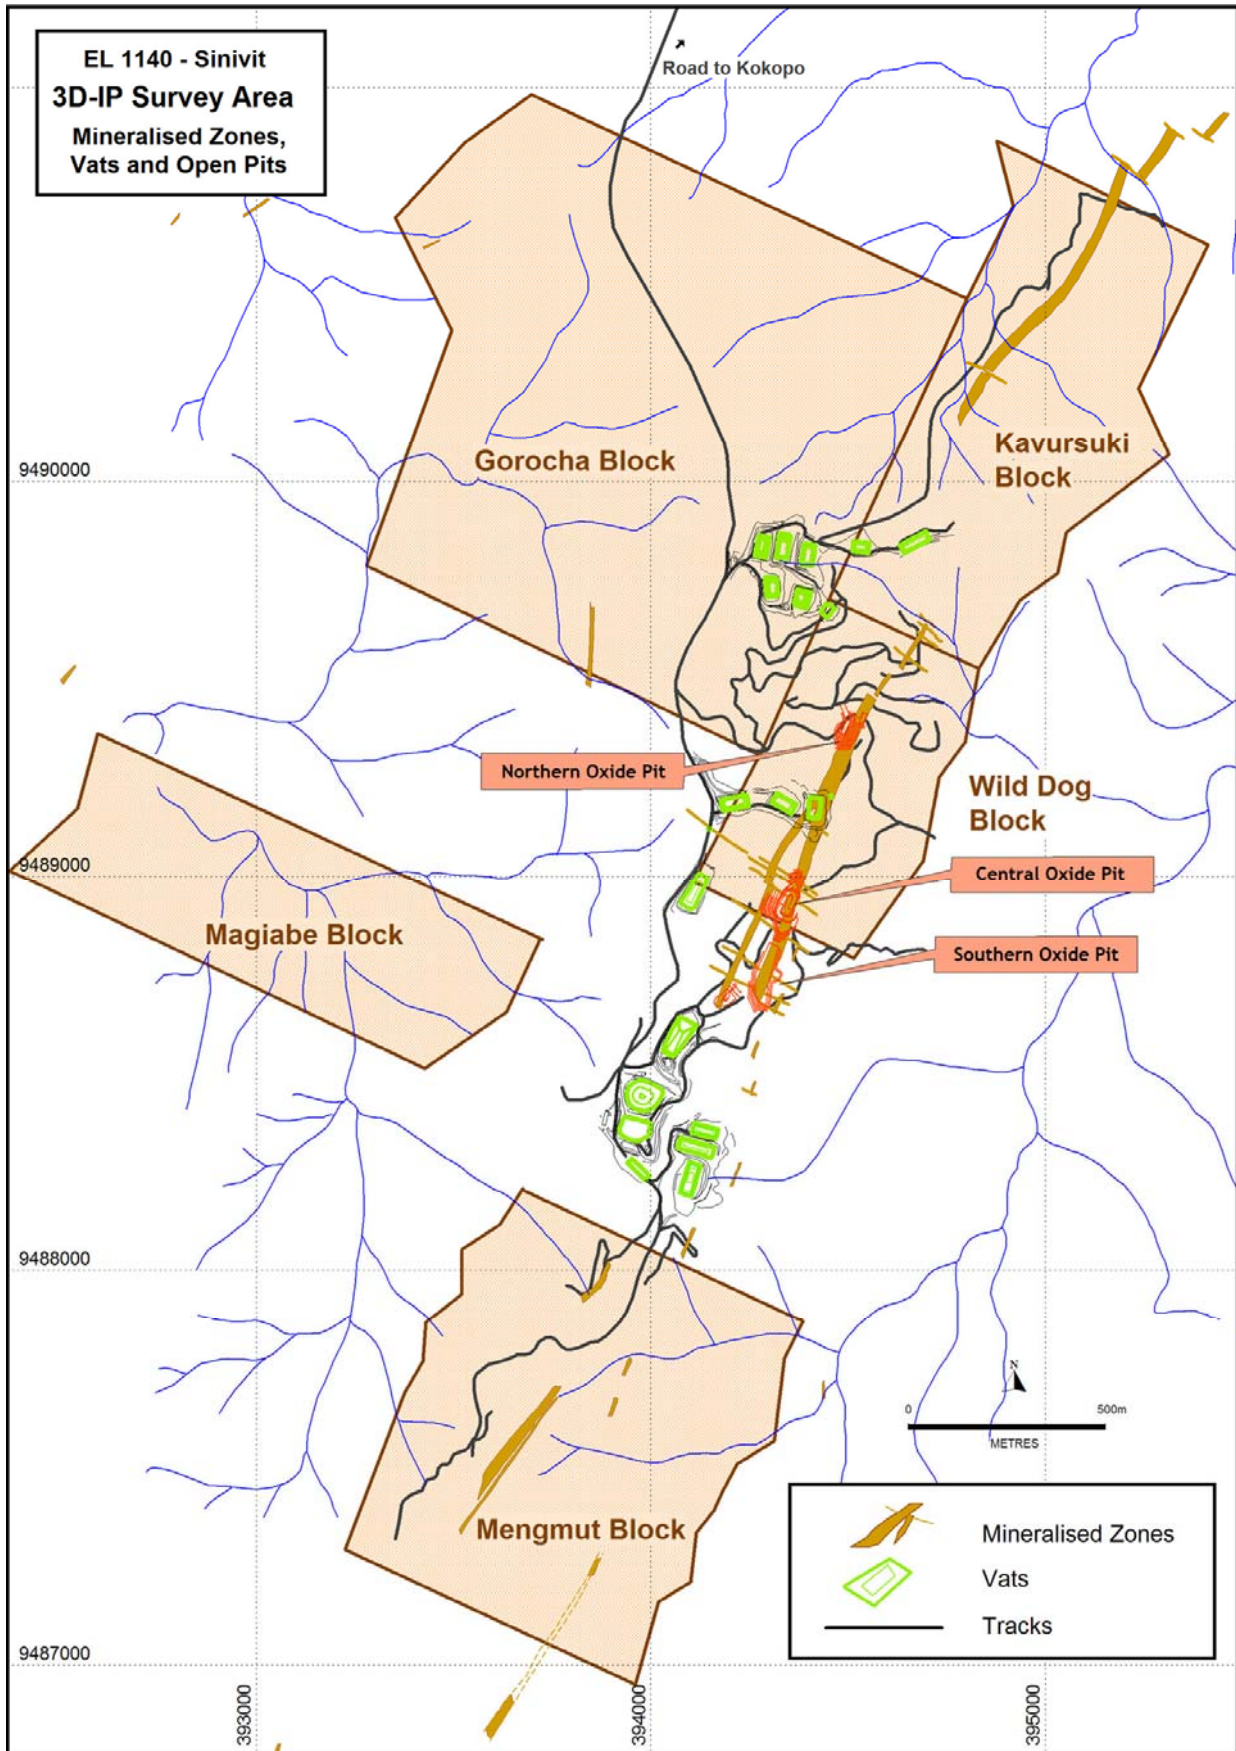 EL 1140 - Sinivit
3D-IP Survey Area
Mineralised Zones,
Vats and Open Pits
Road to Kokopo
Gorocha Block
Kavursuki
Block
9490000
Northern Oxide Pit
Wild Dog
Block
9489000
Central Oxide Pit
Magiabe Block
Southern Oxide Pit
9488000
N
0
500m
METRES
Mengmut Block
Mineralised Zones
Vats
Tracks
9487000
393000
394000
395000